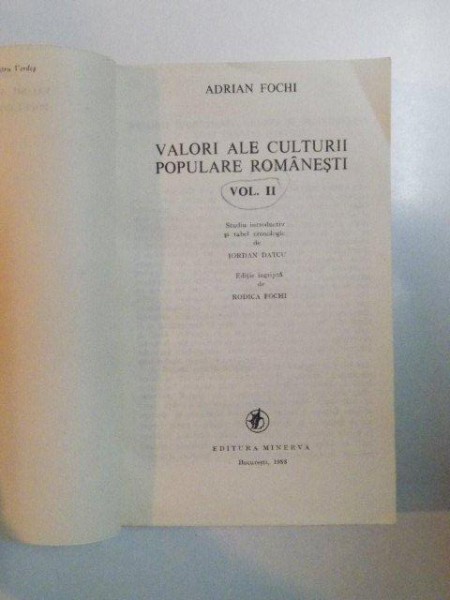 ADRIAN FOCHI
VALORI ALE CULTURII
POPULARE ROMÂNEȘTI
VOL. II
Studiu introductiv
și tabel cronologic
de
IORDAN DATCU
Ediție îngrijită
de
RODICA FOCHI
EDITURA MINERVA
București, 1988